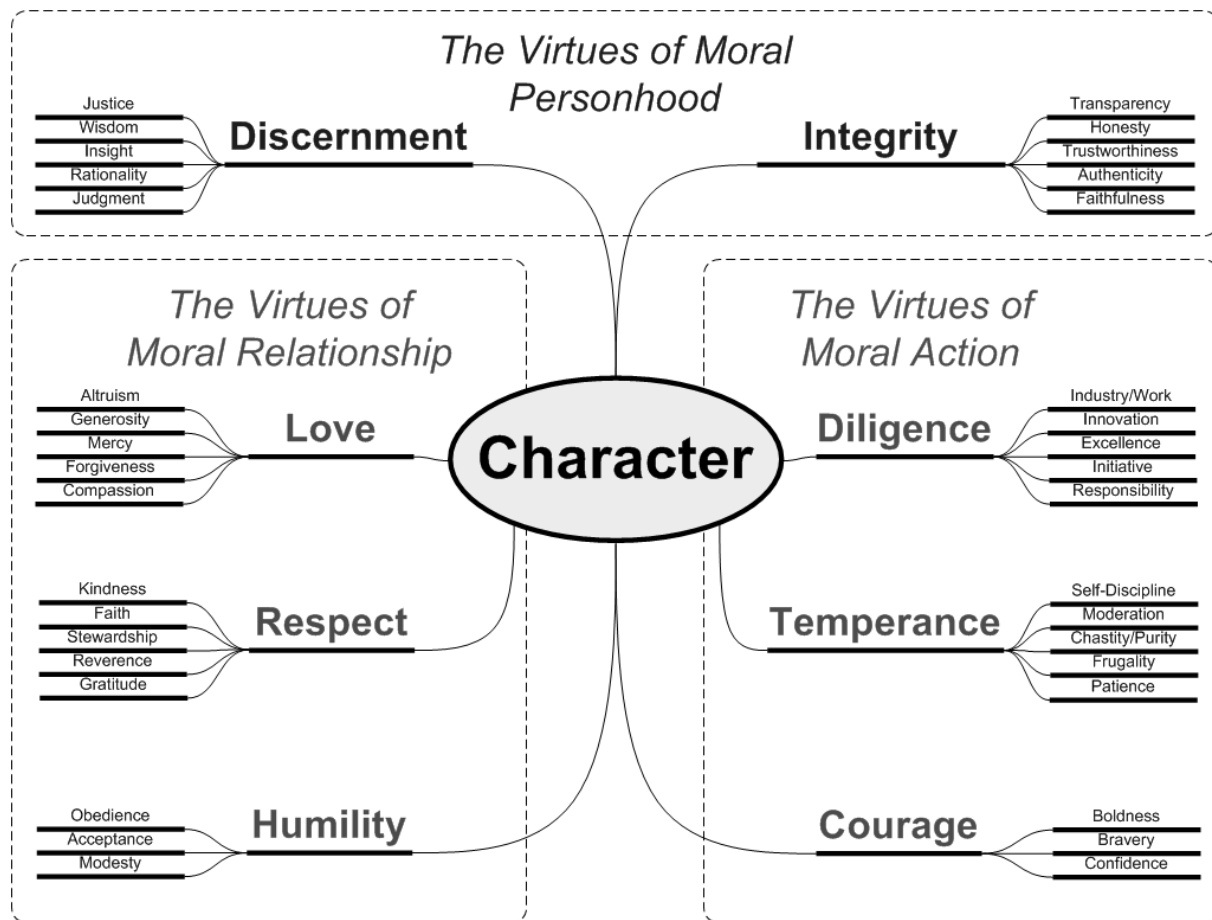 The Virtues of Moral
Personhood
Discernment
Justice
Wisdom
Insight
Rationality
Judgment
Integrity
Transparency
Honesty
Trustworthiness
Authenticity
Faithfulness
The Virtues of
Moral Relationship
Love
Altruism
Generosity
Mercy
Forgiveness
Compassion
Respect
Kindness
Faith
Stewardship
Reverence
Gratitude
Humility
Obedience
Acceptance
Modesty
Character
The Virtues of
Moral Action
Diligence
Industry/Work
Innovation
Excellence
Initiative
Responsibility
Temperance
Self-Discipline
Moderation
Chastity/Purity
Frugality
Patience
Courage
Boldness
Bravery
Confidence